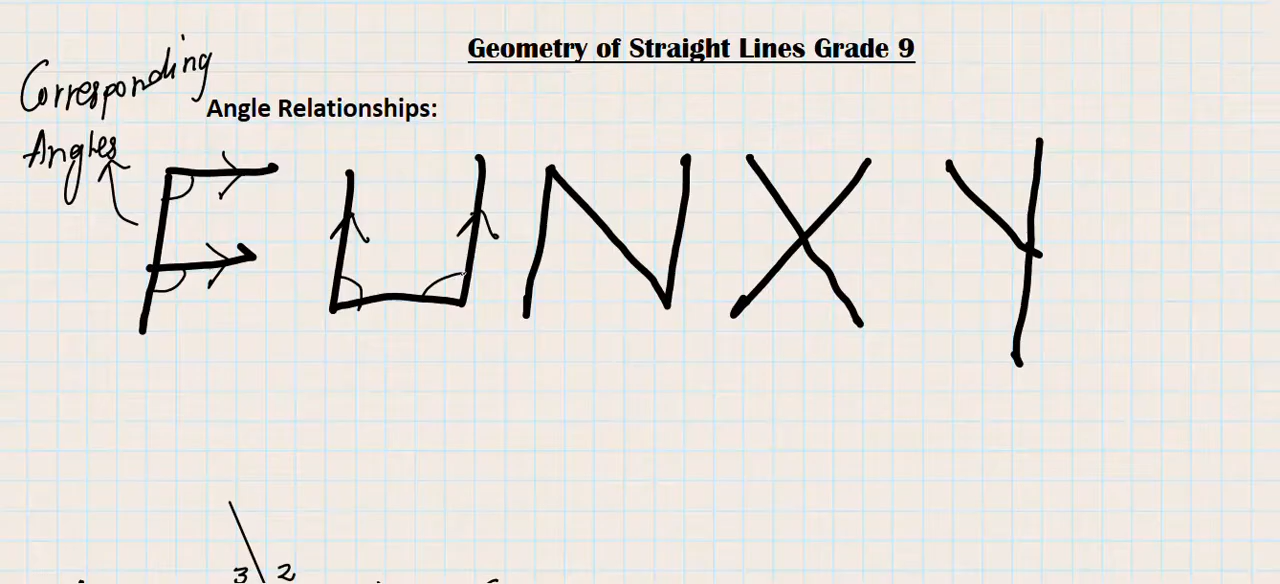 Geometry of Straight Lines Grade 9
Corresponding
Angles
Angle Relationships:
F U N X Y
3 2